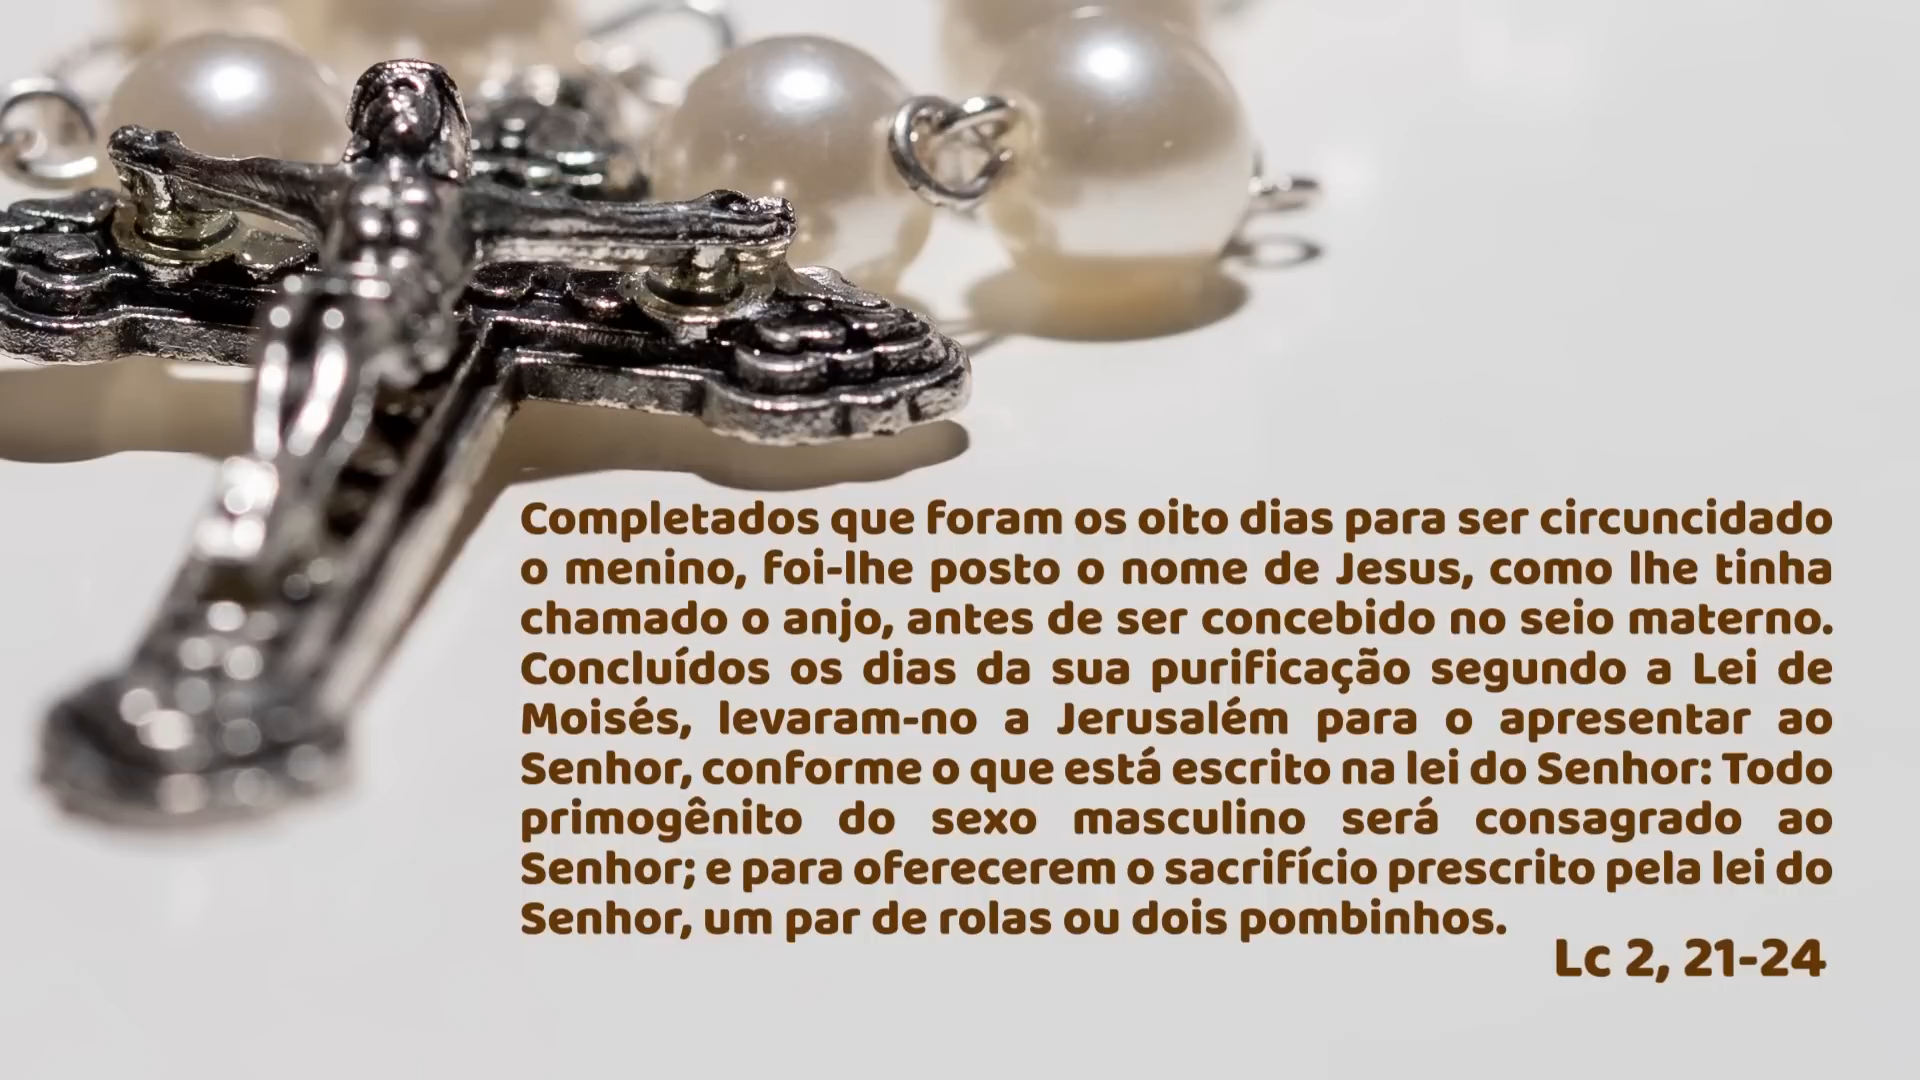 Completados que foram os oito dias para ser circuncidado
o menino, foi-lhe posto o nome de Jesus, como lhe tinha
chamado o anjo, antes de ser concebido no seio materno.
Concluídos os dias da sua purificação segundo a Lei de
Moisés, levaram-no a Jerusalém para o apresentar ao
Senhor, conforme o que está escrito na lei do Senhor: Todo
primogênito do sexo masculino será consagrado ao
Senhor; e para oferecerem o sacrifício prescrito pela lei do
Senhor, um par de rolas ou dois pombinhos.
Lc 2, 21-24